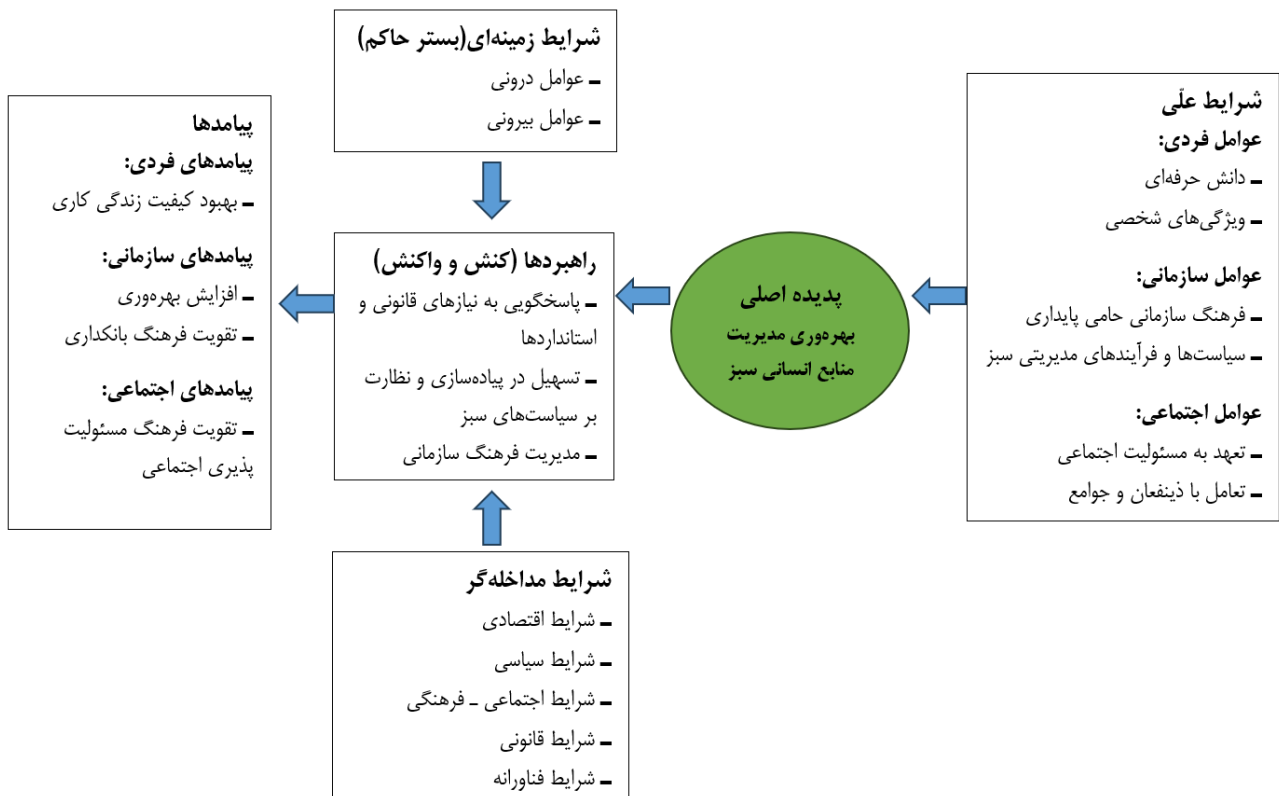 شرایط علّی
عوامل فردی:
- دانش حرفه‌ای
- ویژگی‌های شخصی
عوامل سازمانی:
- فرهنگ سازمانی حامی پایداری
- سیاست‌ها و فرآیندهای مدیریتی سبز
عوامل اجتماعی:
- تعهد به مسئولیت اجتماعی
- تعامل با ذینفعان و جوامع
پدیده اصلی
بهره‌وری مدیریت
منابع انسانی سبز
شرایط زمینه‌ای(بستر حاکم)
- عوامل درونی
- عوامل بیرونی
راهبردها (کنش و واکنش)
- پاسخگویی به نیازهای قانونی و
استانداردها
- تسهیل در پیاده‌سازی و نظارت
بر سیاست‌های سبز
- مدیریت فرهنگ سازمانی
شرایط مداخله‌گر
- شرایط اقتصادی
- شرایط سیاسی
- شرایط اجتماعی ـ فرهنگی
- شرایط قانونی
- شرایط فناورانه
پیامدها
پیامدهای فردی:
- بهبود کیفیت زندگی کاری
پیامدهای سازمانی:
- افزایش بهره‌وری
- تقویت فرهنگ بانکداری
پیامدهای اجتماعی:
- تقویت فرهنگ مسئولیت
پذیری اجتماعی